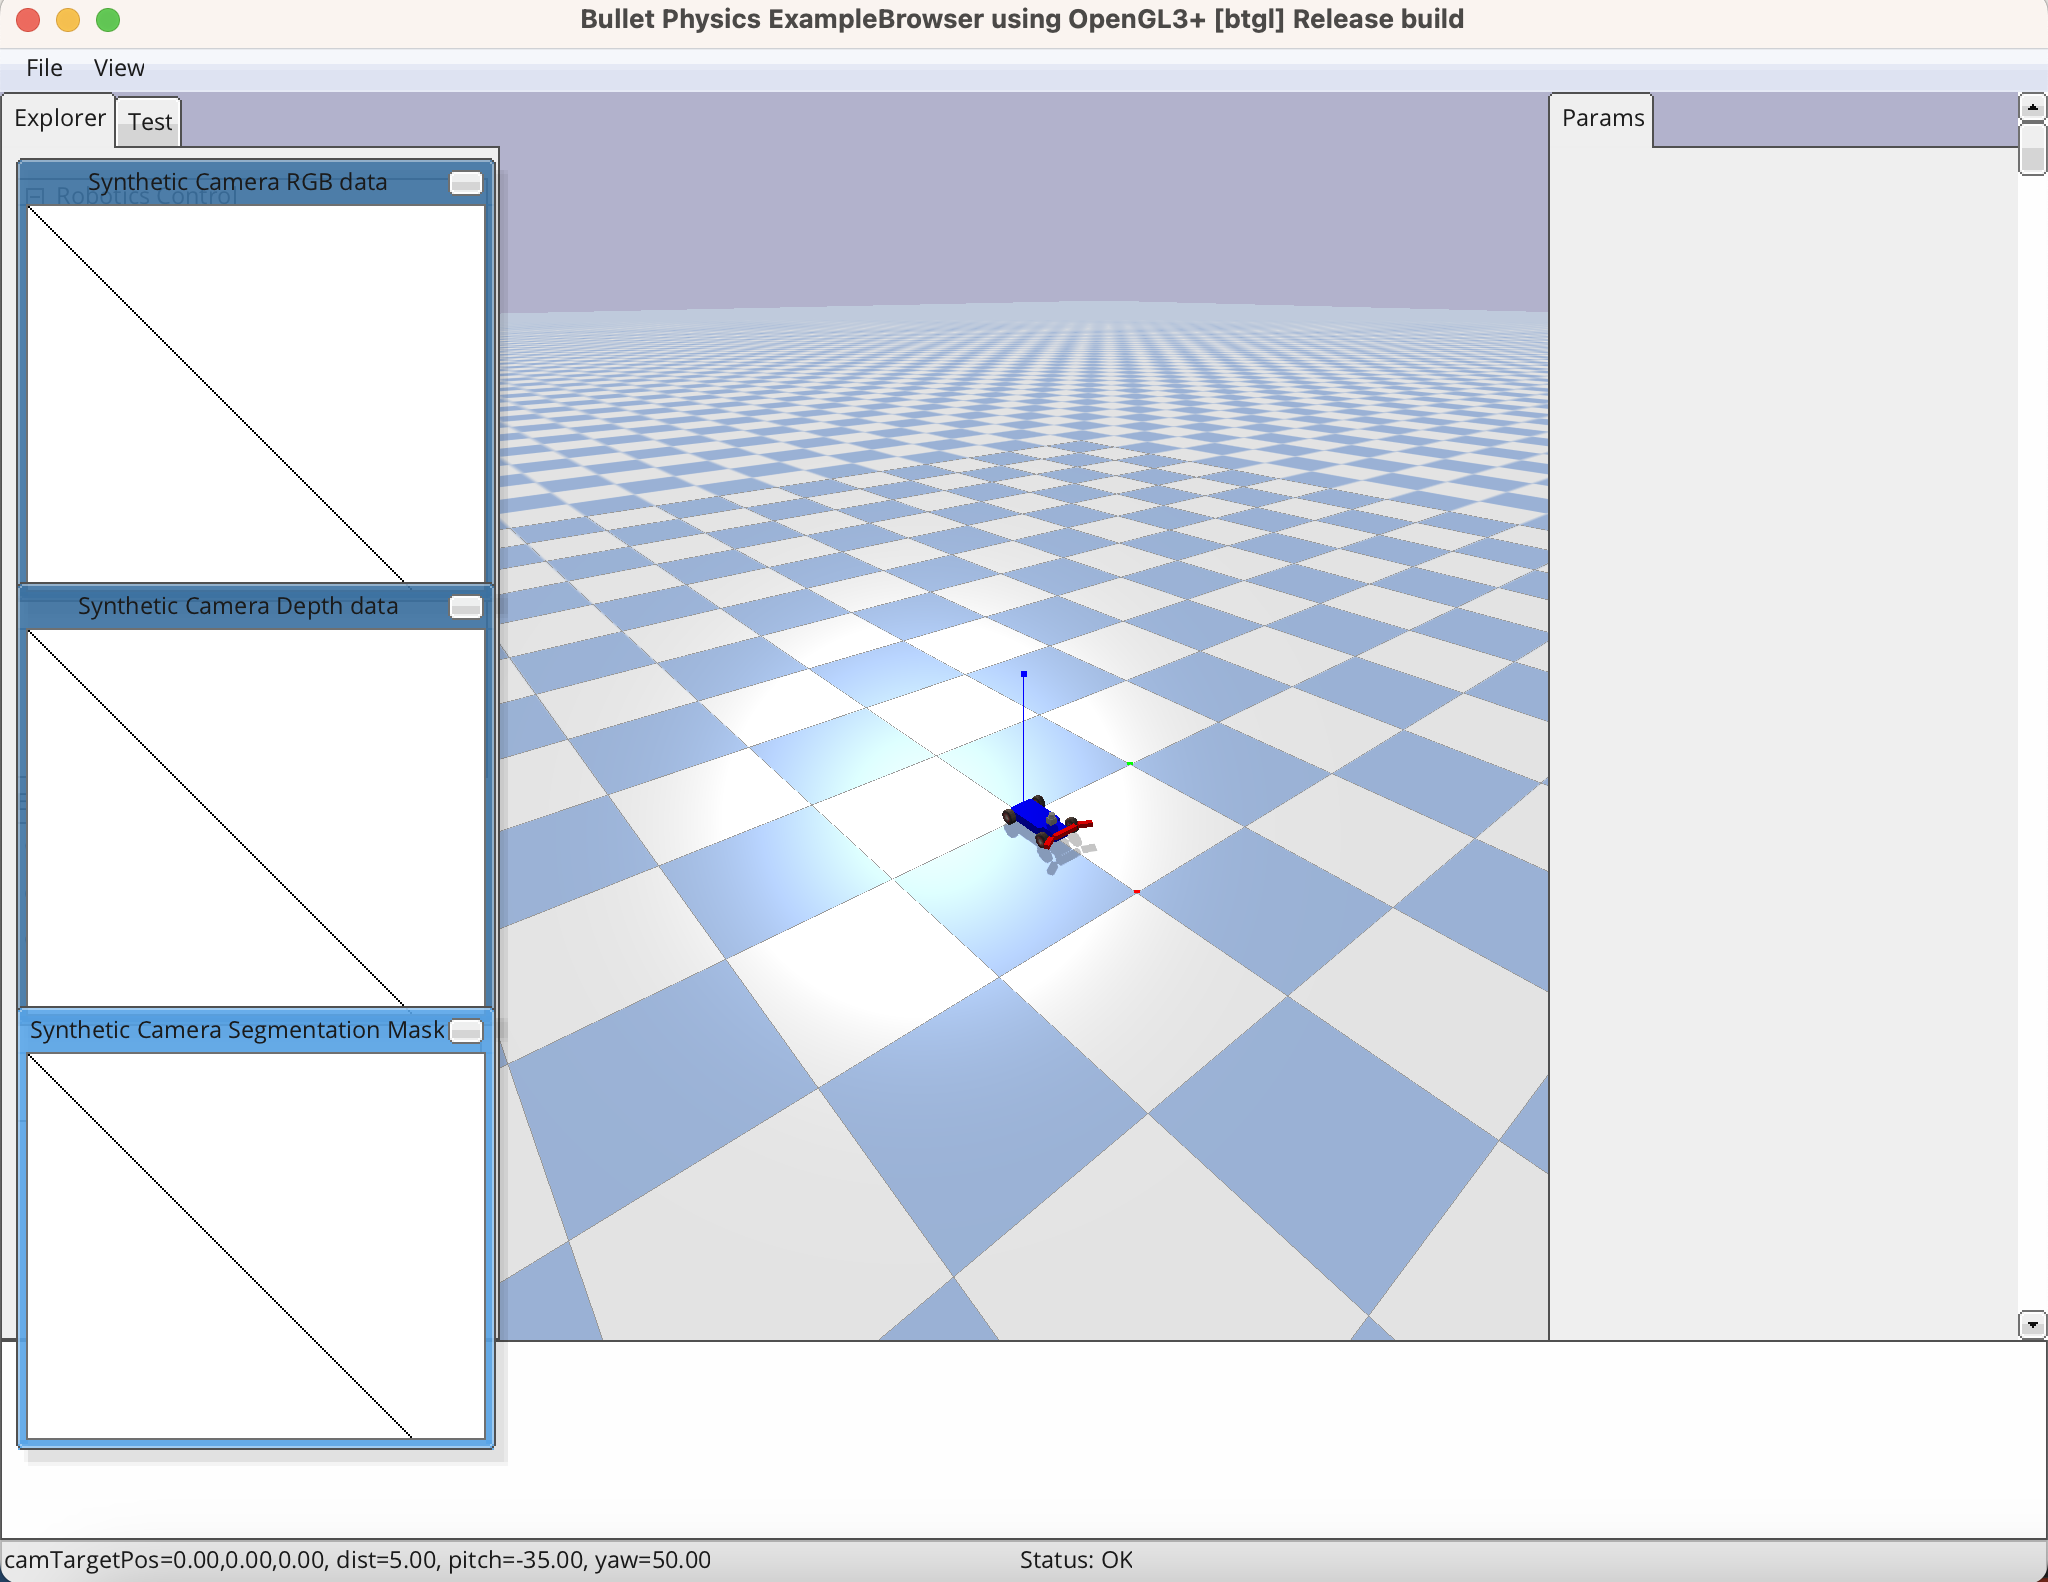 Bullet Physics ExampleBrowser using OpenGL3+ [btgl] Release build
File View
Explorer Test
Params
Synthetic Camera RGB data
Robotics Control
Synthetic Camera Depth data
Synthetic Camera Segmentation Mask
camTargetPos=0.00,0.00,0.00, dist=5.00, pitch=-35.00, yaw=50.00
Status: OK